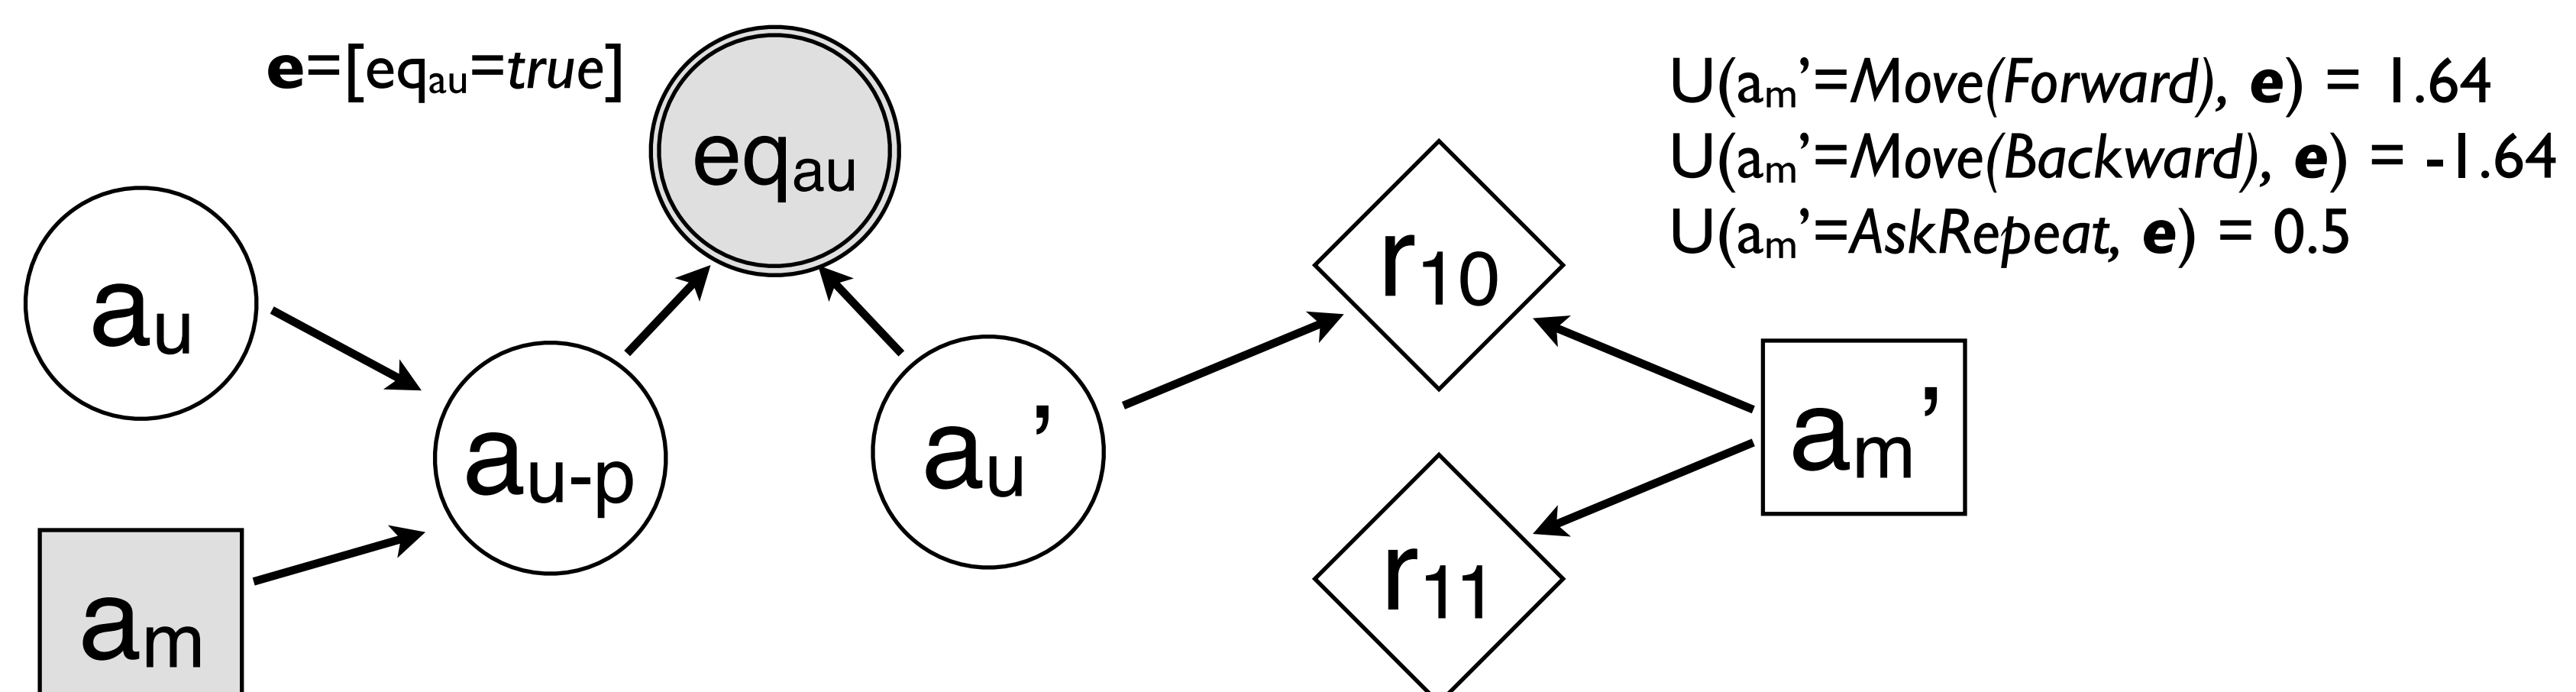 e=[eqau=true]
eqau
U(am’=Move(Forward), e) = 1.64
U(am’=Move(Backward), e) = -1.64
U(am’=AskRepeat, e) = 0.5
r10
au
au-p
au’
am’
r11
am